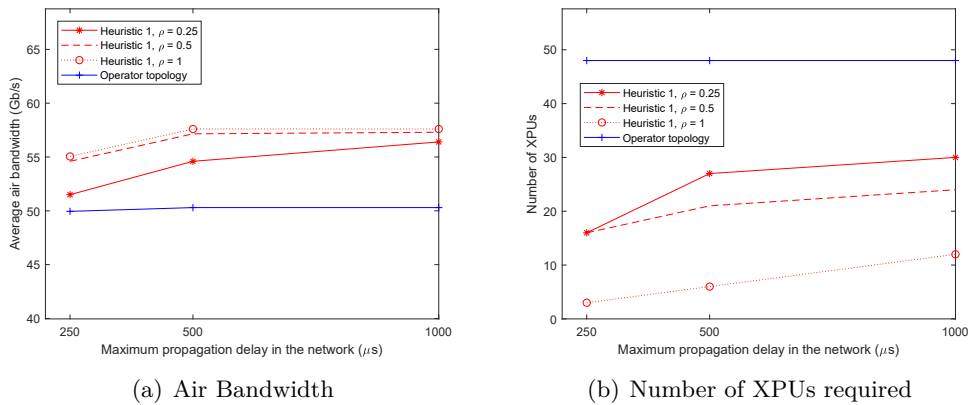 65
60
55
50
45
40
Average air bandwidth (Gb/s)
Heuristic 1, ρ = 0.25
Heuristic 1, ρ = 0.5
Heuristic 1, ρ = 1
Operator topology
250 500 1000
Maximum propagation delay in the network (μs)
(a) Air Bandwidth
50
40
30
20
10
0
Number of XPUs
Heuristic 1, ρ = 0.25
Heuristic 1, ρ = 0.5
Heuristic 1, ρ = 1
Operator topology
250 500 1000
Maximum propagation delay in the network (μs)
(b) Number of XPUs required